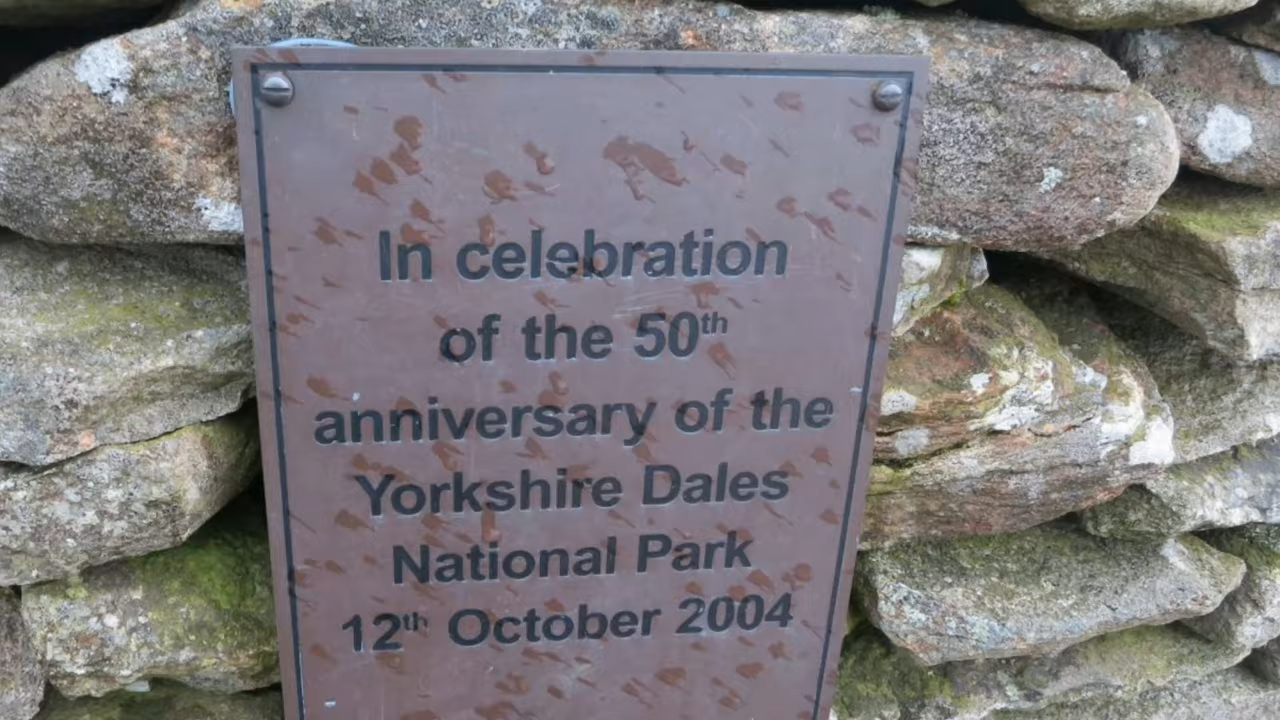 In celebration
of the 50th
anniversary of the
Yorkshire Dales
National Park
12th October 2004